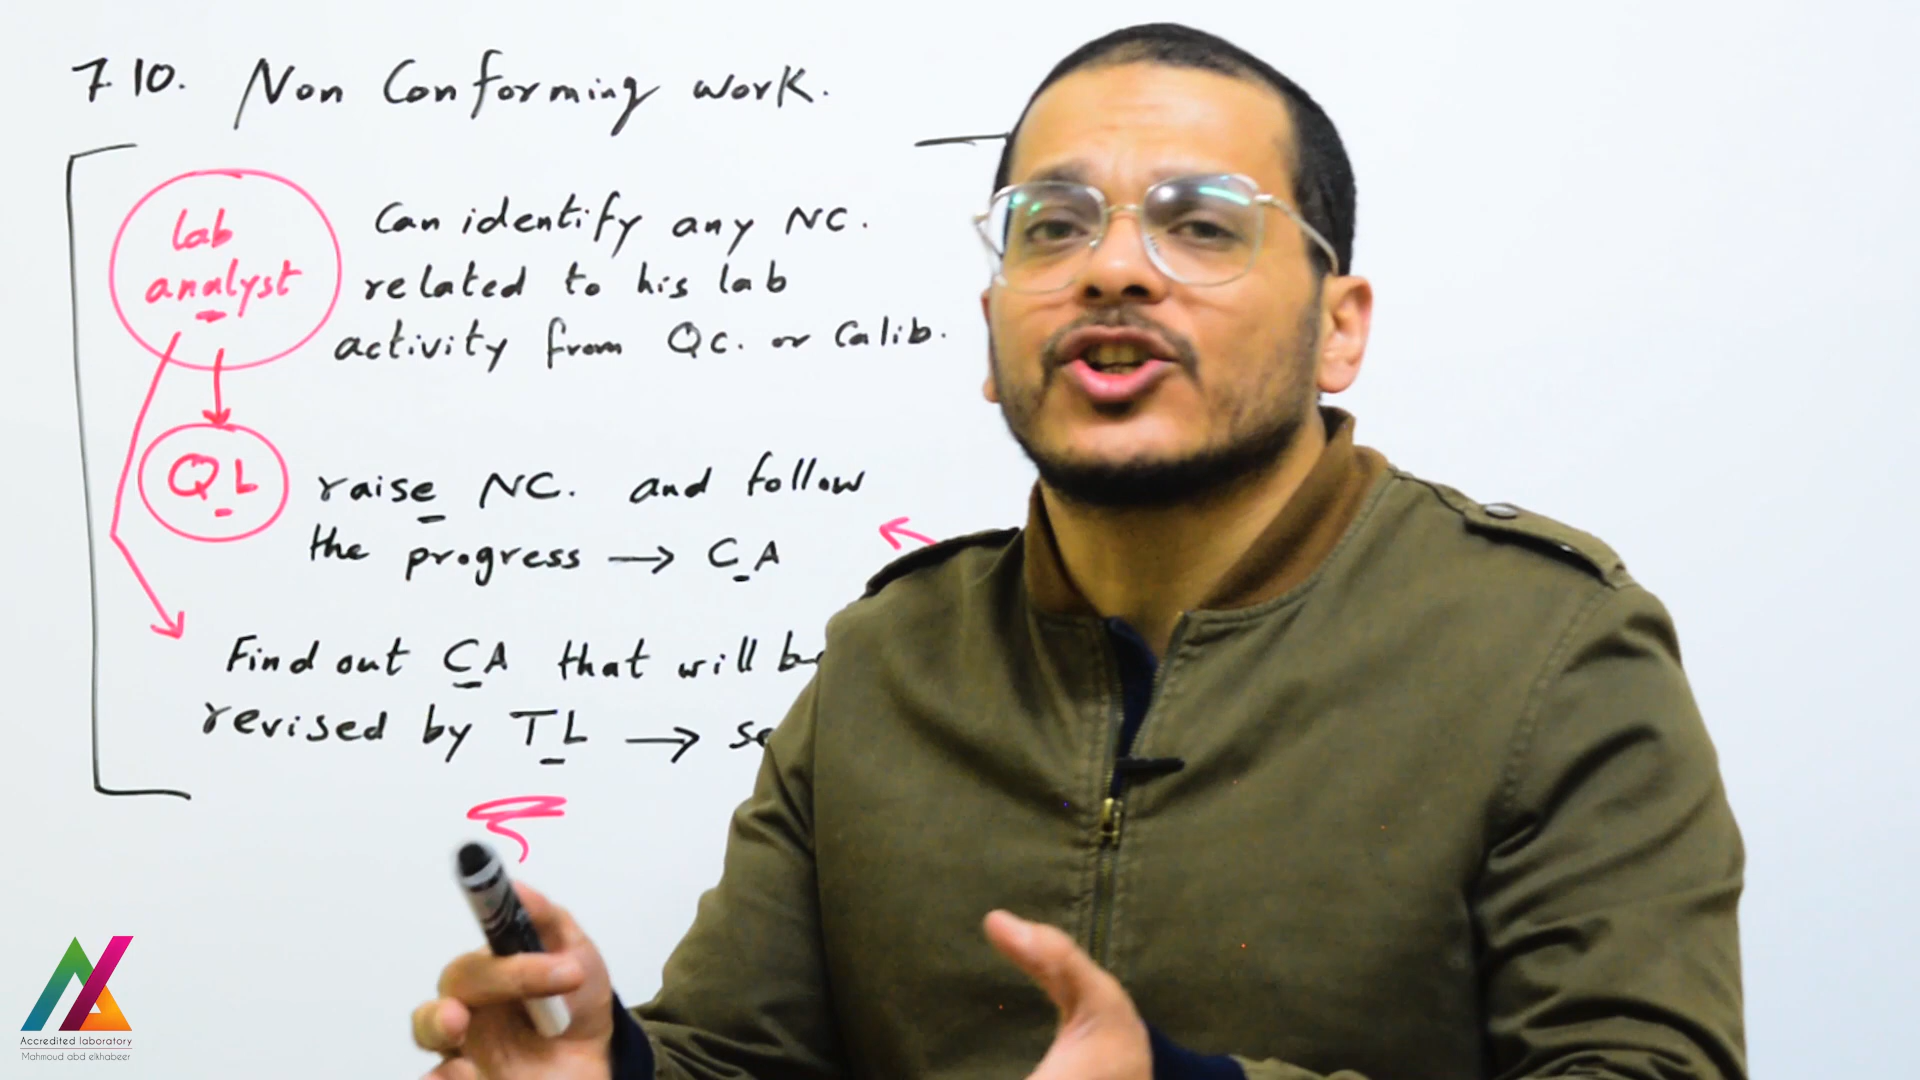 7.10. Non Conforming work.
lab
analyst
Can identify any NC.
related to his lab
activity from QC. or Calib.
QL
raise NC. and follow
the progress → CA
Find out CA that will be
revised by TL →
Accredited laboratory
Mahmoud abd elkhabeer